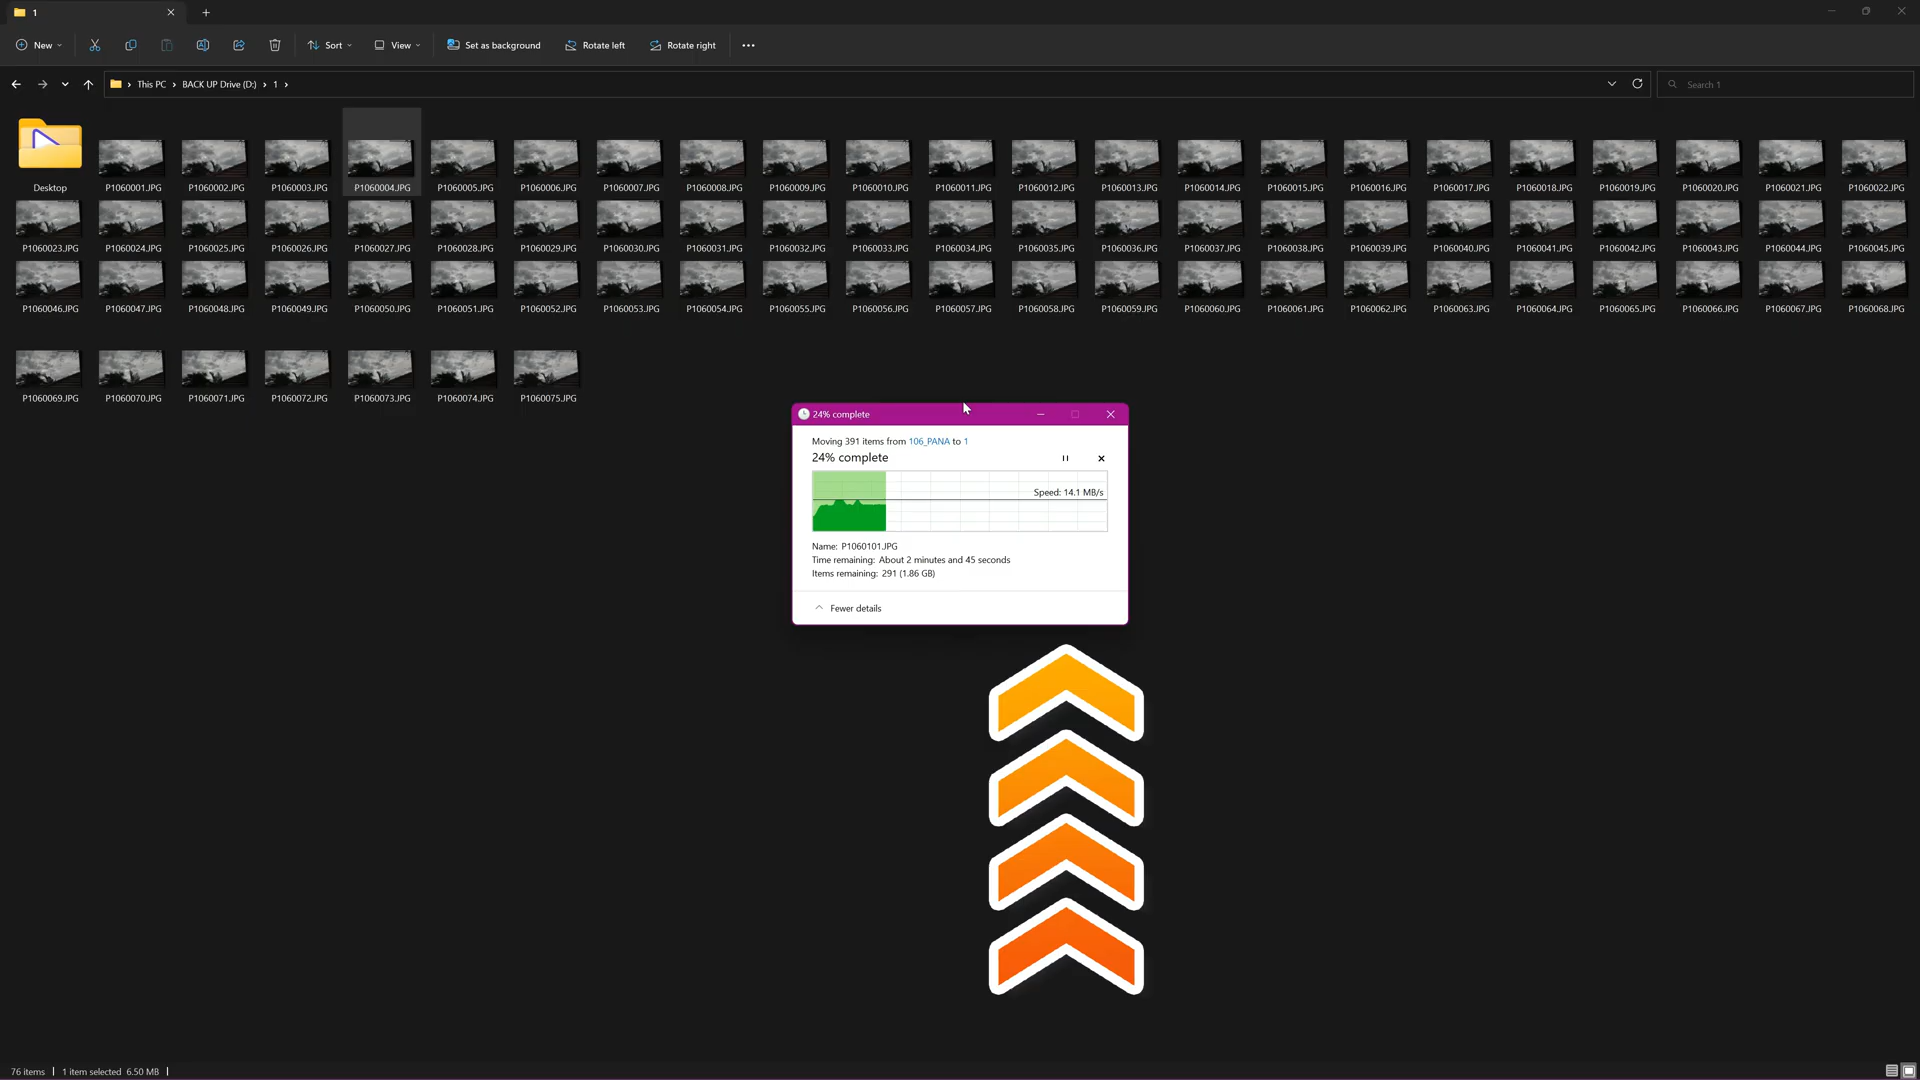 1
New
Sort
View
Set as background
Rotate left
Rotate right
This PC
BACK UP Drive (D:)
1
Search 1
Desktop
P1060001.JPG
P1060002.JPG
P1060003.JPG
P1060004.JPG
P1060005.JPG
P1060006.JPG
P1060007.JPG
P1060008.JPG
P1060009.JPG
P1060010.JPG
P1060011.JPG
P1060012.JPG
P1060013.JPG
P1060014.JPG
P1060015.JPG
P1060016.JPG
P1060017.JPG
P1060018.JPG
P1060019.JPG
P1060020.JPG
P1060021.JPG
P1060022.JPG
P1060023.JPG
P1060024.JPG
P1060025.JPG
P1060026.JPG
P1060027.JPG
P1060028.JPG
P1060029.JPG
P1060030.JPG
P1060031.JPG
P1060032.JPG
P1060033.JPG
P1060034.JPG
P1060035.JPG
P1060036.JPG
P1060037.JPG
P1060038.JPG
P1060039.JPG
P1060040.JPG
P1060041.JPG
P1060042.JPG
P1060043.JPG
P1060044.JPG
P1060045.JPG
P1060046.JPG
P1060047.JPG
P1060048.JPG
P1060049.JPG
P1060050.JPG
P1060051.JPG
P1060052.JPG
P1060053.JPG
P1060054.JPG
P1060055.JPG
P1060056.JPG
P1060057.JPG
P1060058.JPG
P1060059.JPG
P1060060.JPG
P1060061.JPG
P1060062.JPG
P1060063.JPG
P1060064.JPG
P1060065.JPG
P1060066.JPG
P1060067.JPG
P1060068.JPG
P1060069.JPG
P1060070.JPG
P1060071.JPG
P1060072.JPG
P1060073.JPG
P1060074.JPG
P1060075.JPG
24% complete
Moving 391 items from 106_PANA to 1
24% complete
Speed: 14.1 MB/s
Name: P1060101.JPG
Time remaining: About 2 minutes and 45 seconds
Items remaining: 291 (1.86 GB)
Fewer details
76 items
1 item selected 6.50 MB